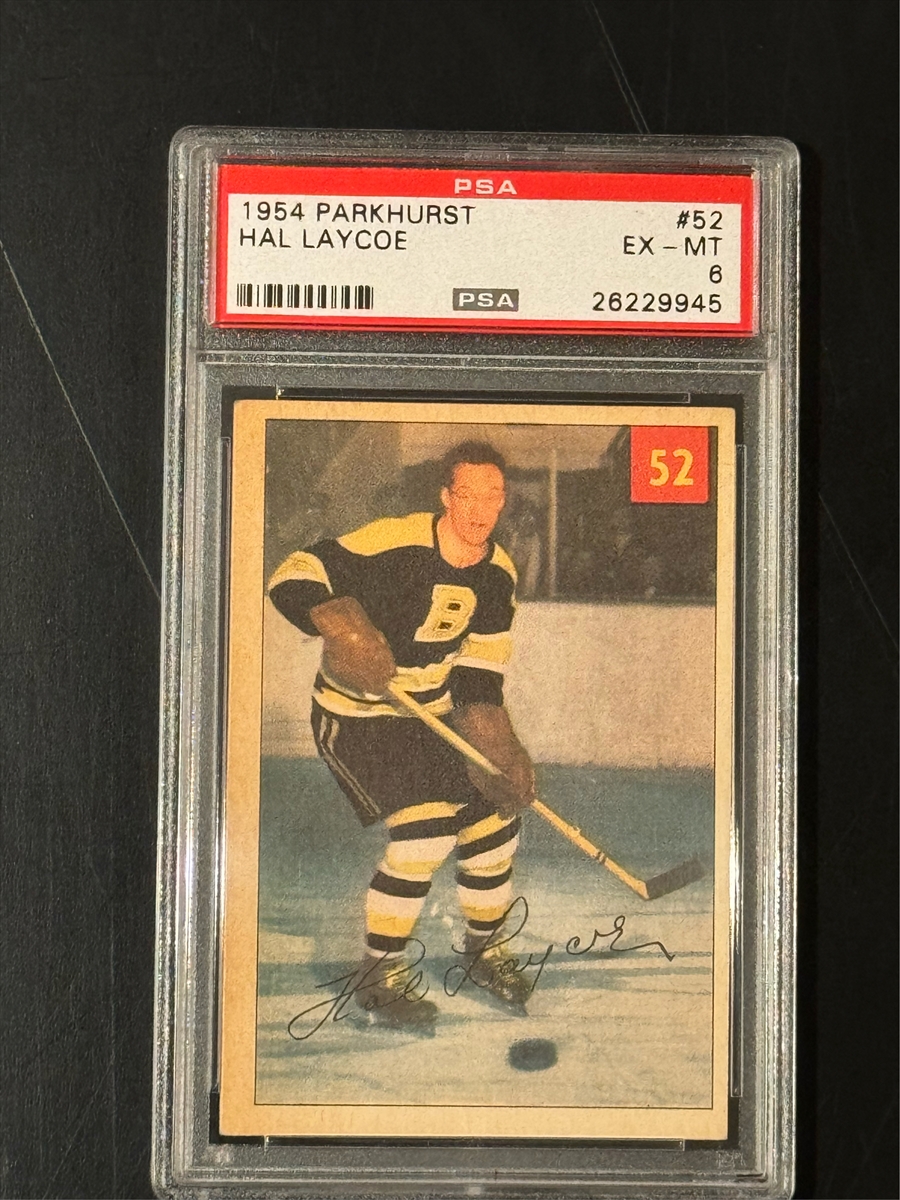 PSA
1954 PARKHURST #52
HAL LAYCOE EX - MT
6
PSA 26229945
52
B
Hal Laycoe